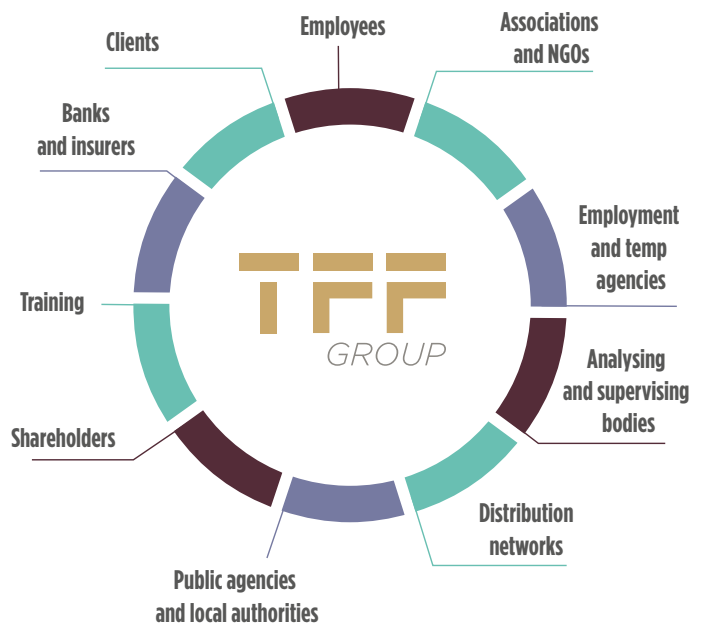 Employees
Associations
and NGOs
Clients
Banks
and insurers
Employment
and temp
agencies
TFF
GROUP
Training
Analysing
and supervising
bodies
Shareholders
Distribution
networks
Public agencies
and local authorities